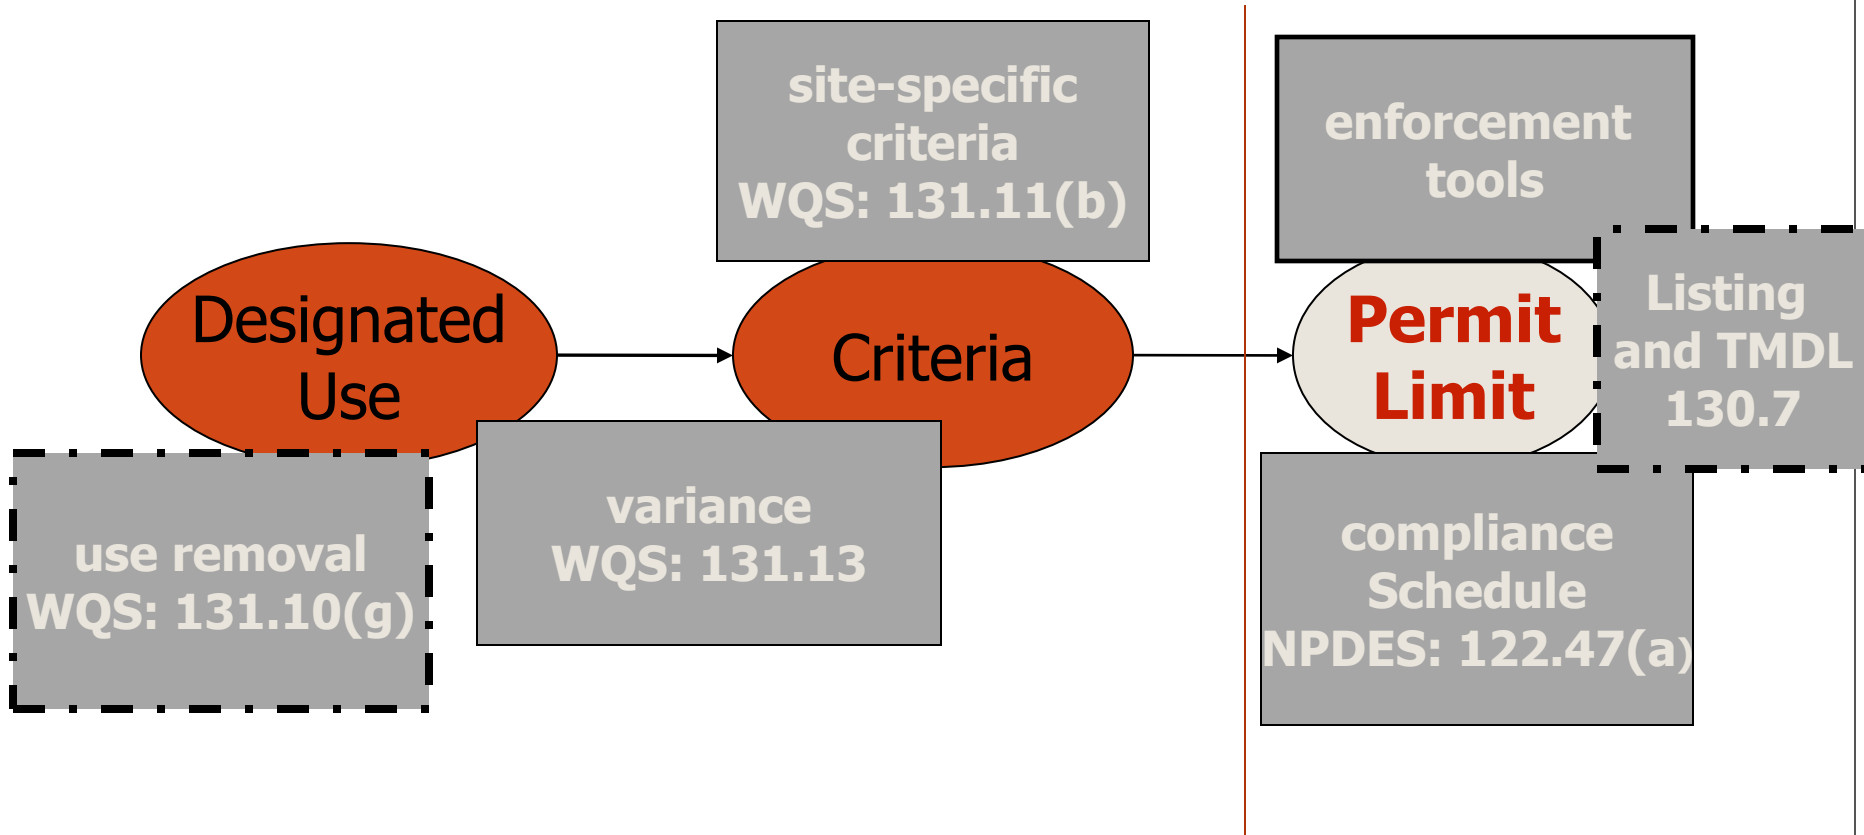 site-specific
criteria
WQS: 131.11(b)
enforcement
tools
Designated
Use
Criteria
Permit
Limit
Listing
and TMDL
130.7
use removal
WQS: 131.10(g)
variance
WQS: 131.13
compliance
Schedule
NPDES: 122.47(a)